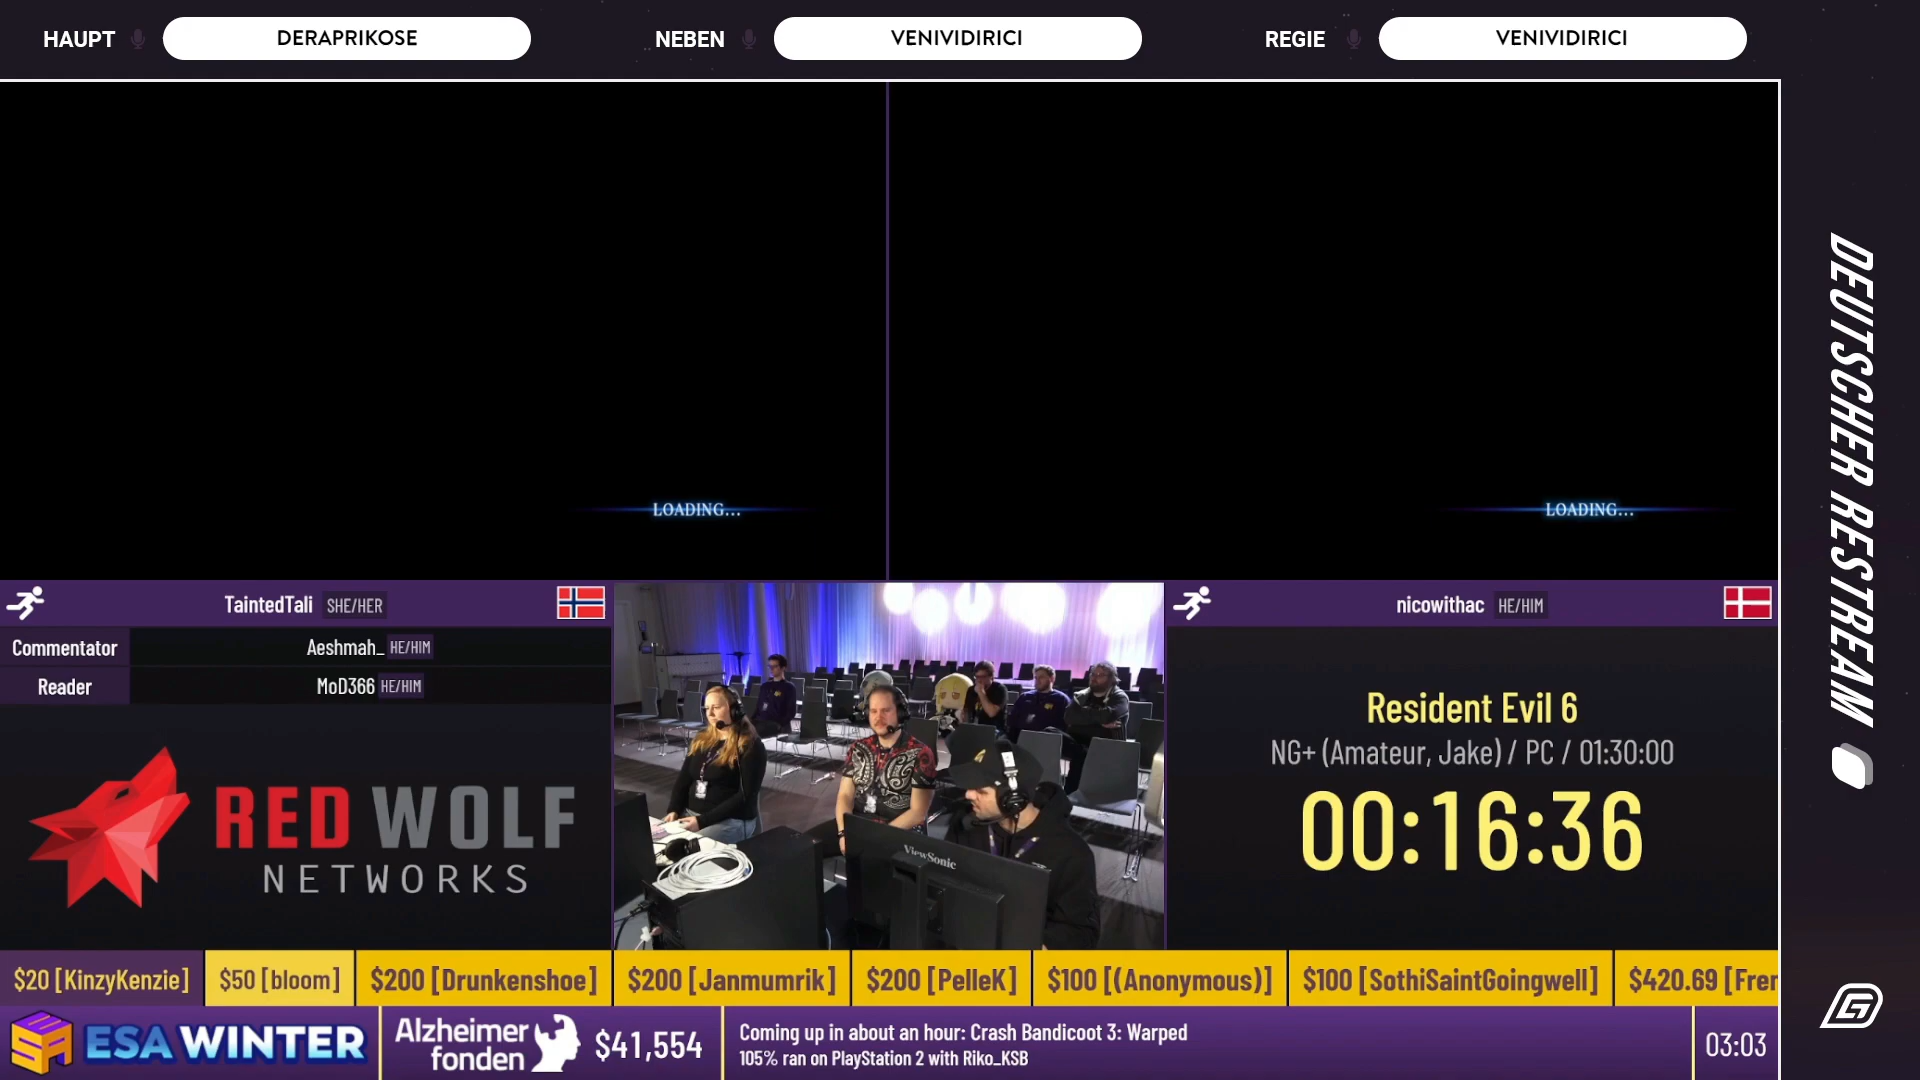 HAUPT
DERAPRIKOSE
NEBEN
VENIVIDIRICI
REGIE
VENIVIDIRICI
LOADING...
LOADING...
DEUTSCHER RESTREAM
TaintedTali SHE/HER
Commentator
Aeshmah_ HE/HIM
Reader
MoD366 HE/HIM
RED WOLF
NETWORKS
ViewSonic
nicowithac HE/HIM
Resident Evil 6
NG+ (Amateur, Jake) / PC / 01:30:00
00:16:36
$20 [KinzyKenzie]
$50 [bloom]
$200 [Drunkenshoe]
$200 [Janmumrik]
$200 [PelleK]
$100 [(Anonymous)]
$100 [SothiSaintGoingwell]
$420.69 [Fren
ESA WINTER
Alzheimer
fonden
$41,554
Coming up in about an hour: Crash Bandicoot 3: Warped
105% ran on PlayStation 2 with Riko_KSB
03:03